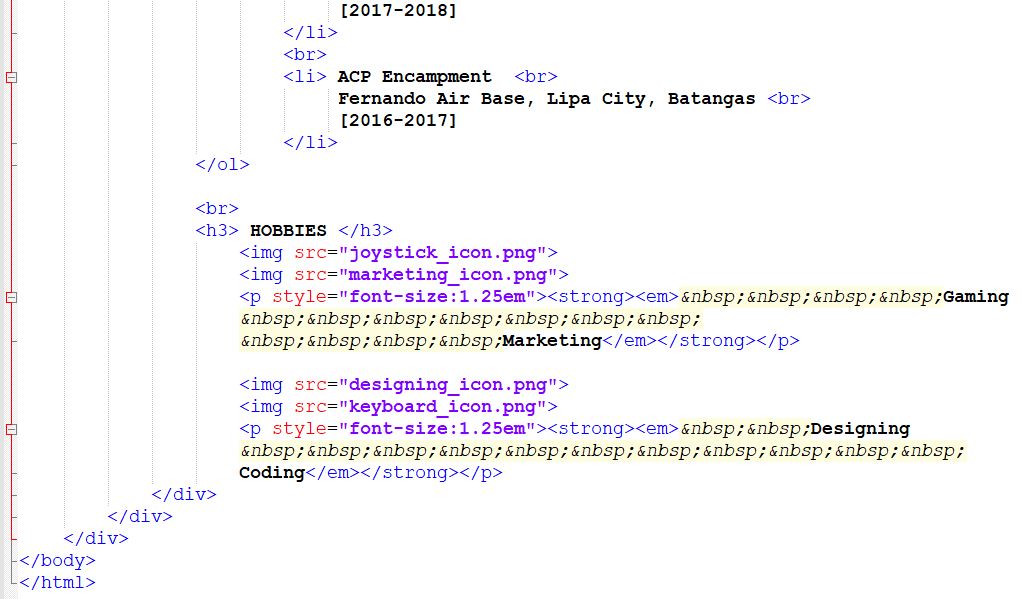 [2017-2018]
</li>
<br>
<li> ACP Encampment  <br>
Fernando Air Base, Lipa City, Batangas <br>
[2016-2017]
</li>
</ol>
<br>
<h3> HOBBIES </h3>
<img src="joystick_icon.png">
<img src="marketing_icon.png">
<p style="font-size:1.25em"><strong><em>&nbsp;&nbsp;&nbsp;&nbsp;Gaming
&nbsp;&nbsp;&nbsp;&nbsp;&nbsp;&nbsp;&nbsp;
&nbsp;&nbsp;&nbsp;&nbsp;Marketing</em></strong></p>
<img src="designing_icon.png">
<img src="keyboard_icon.png">
<p style="font-size:1.25em"><strong><em>&nbsp;&nbsp;Designing
&nbsp;&nbsp;&nbsp;&nbsp;&nbsp;&nbsp;&nbsp;&nbsp;&nbsp;&nbsp;&nbsp;
Coding</em></strong></p>
</div>
</div>
</div>
</body>
</html>